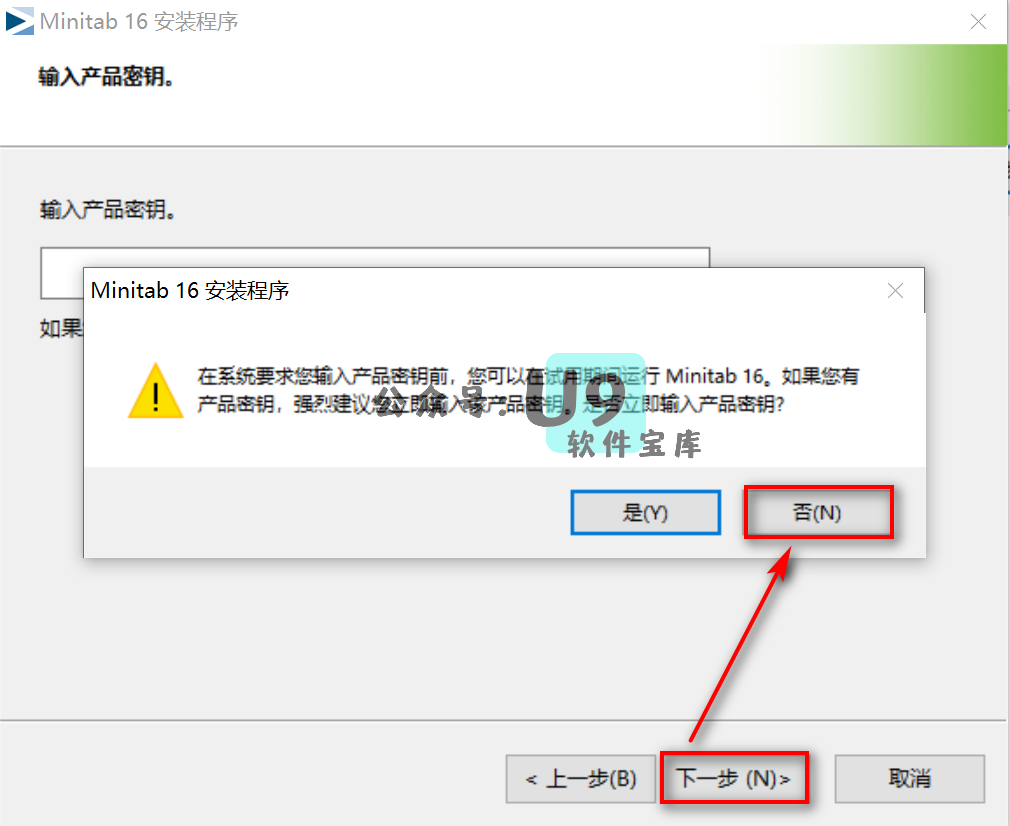 Minitab 16 安装程序
输入产品密钥。
输入产品密钥。
如果
Minitab 16 安装程序
在系统要求您输入产品密钥前，您可以在试用期间运行 Minitab 16。如果您有
产品密钥，强烈建议您立即输入该产品密钥。是否立即输入产品密钥?
公众号:U9
软件宝库
是(Y)
否(N)
< 上一步(B)
下一步 (N)>
取消